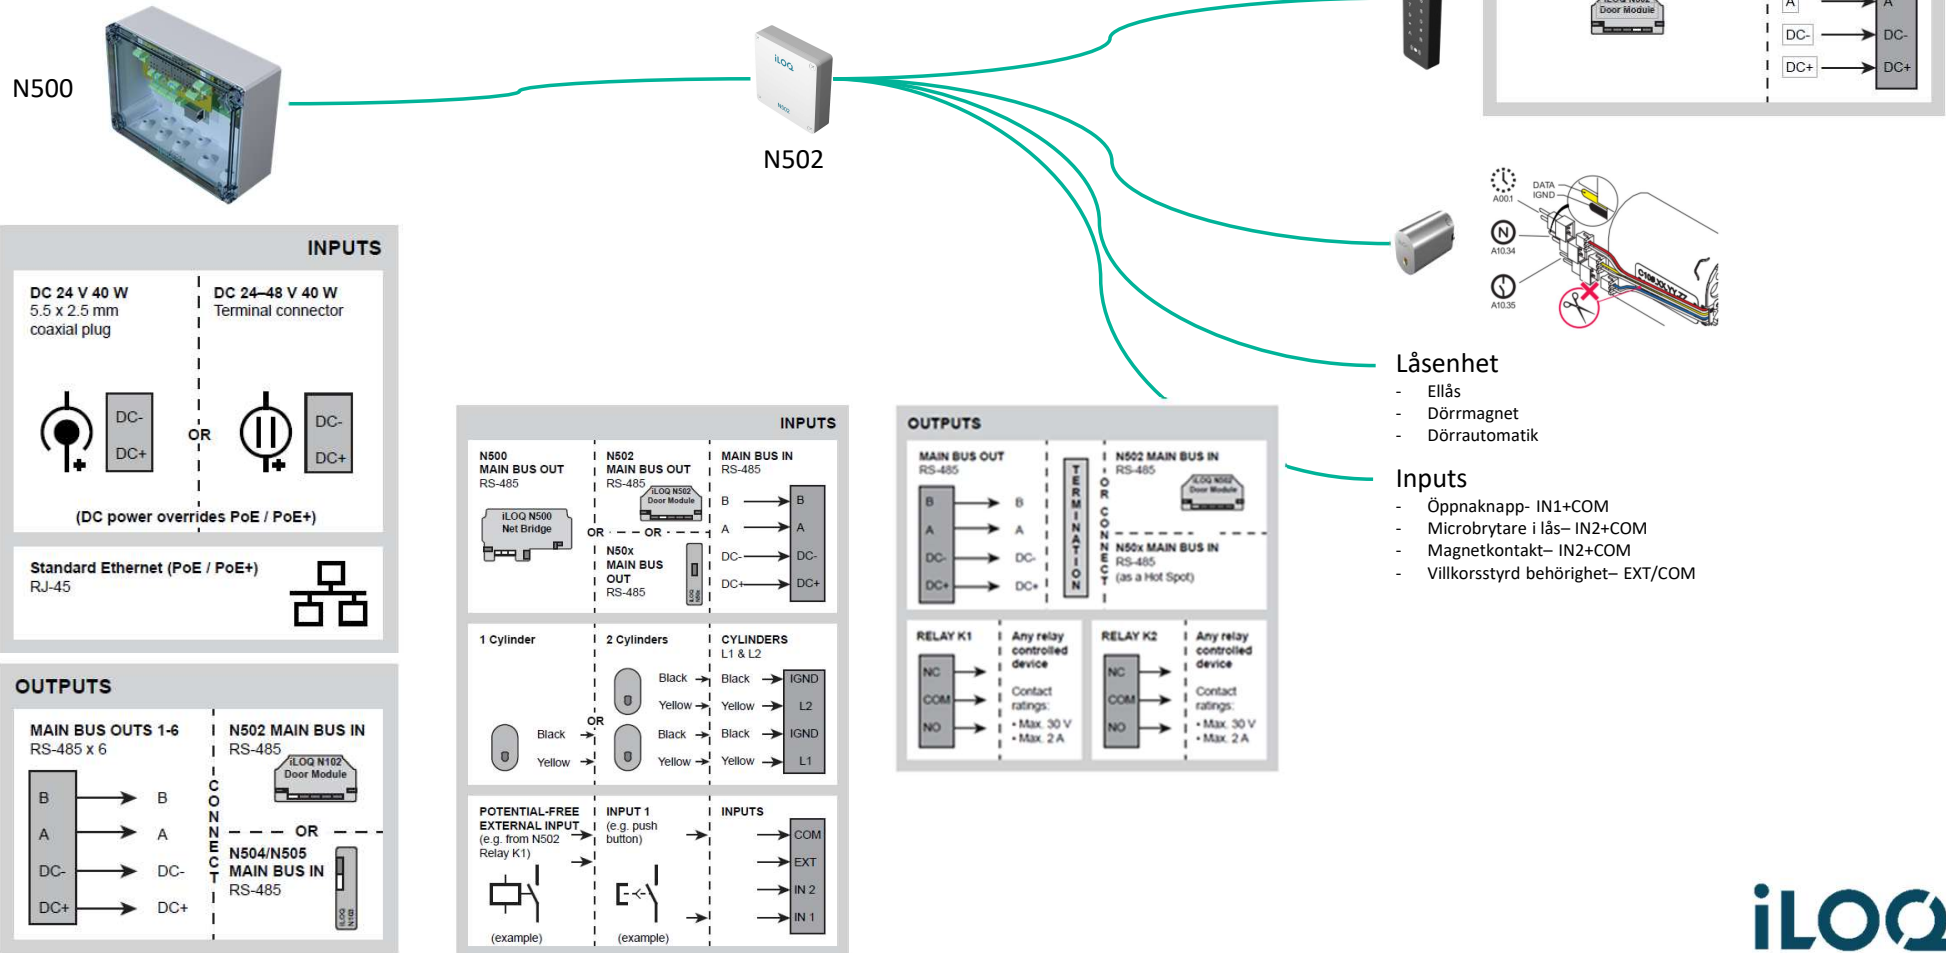 N500
iLOQ
N502
N502
iLOQ N502
Door Module
A
A
DC-
DC-
DC+
DC+
INPUTS
DC 24 V 40 W
5.5 x 2.5 mm
coaxial plug
DC-
DC+
OR
DC 24–48 V 40 W
Terminal connector
DC-
DC+
(DC power overrides PoE / PoE+)
Standard Ethernet (PoE / PoE+)
RJ-45
OUTPUTS
MAIN BUS OUTS 1-6
RS-485 x 6
B
B
A
A
DC-
DC-
DC+
DC+
CONNECT
N502 MAIN BUS IN
RS-485
iLOQ N102
Door Module
OR
N504/N505
MAIN BUS IN
RS-485
iLOQ
N103
INPUTS
N500
MAIN BUS OUT
RS-485
iLOQ N500
Net Bridge
OR
N502
MAIN BUS OUT
RS-485
iLOQ N502
Door Module
OR
N50x
MAIN BUS
OUT
RS-485
iLOQ
N50x
MAIN BUS IN
RS-485
B
B
A
A
DC-
DC-
DC+
DC+
1 Cylinder
Black
Yellow
OR
2 Cylinders
Black
Yellow
Black
Yellow
CYLINDERS
L1 & L2
Black
IGND
Yellow
L2
Black
IGND
Yellow
L1
POTENTIAL-FREE
EXTERNAL INPUT
(e.g. from N502
Relay K1)
(example)
INPUT 1
(e.g. push
button)
(example)
INPUTS
COM
EXT
IN 2
IN 1
OUTPUTS
MAIN BUS OUT
RS-485
B
B
A
A
DC-
DC-
DC+
DC+
TERMINATION
OR CONNECT
N502 MAIN BUS IN
RS-485
iLOQ N502
Door Module
N50x MAIN BUS IN
RS-485
(as a Hot Spot)
RELAY K1
NC
COM
NO
Any relay
controlled
device
Contact
ratings:
• Max. 30 V
• Max. 2 A
RELAY K2
NC
COM
NO
Any relay
controlled
device
Contact
ratings:
• Max. 30 V
• Max. 2 A
A00.1
DATA
IGND
A10.34
A10.35
C10S.XX.YY.ZZ
Låsenhet
- Ellås
- Dörrmagnet
- Dörrautomatik
Inputs
- Öppnaknapp- IN1+COM
- Microbrytare i lås– IN2+COM
- Magnetkontakt– IN2+COM
- Villkorsstyrd behörighet– EXT/COM
iLOQ